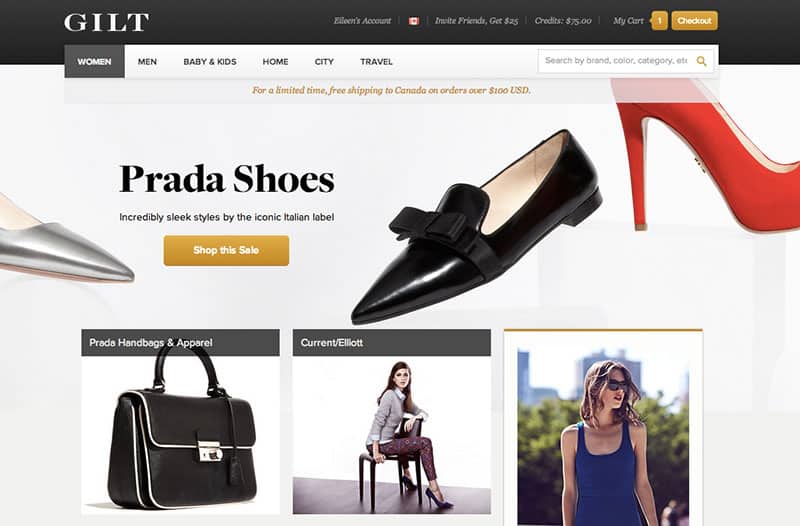 GILT
Eileen's Account
Invite Friends, Get $25
Credits: $75.00
My Cart
1
Checkout
WOMEN
MEN
BABY & KIDS
HOME
CITY
TRAVEL
Search by brand, color, category, etc
For a limited time, free shipping to Canada on orders over $100 USD.
Prada Shoes
Incredibly sleek styles by the iconic Italian label
Shop this Sale
Prada Handbags & Apparel
Current/Elliott